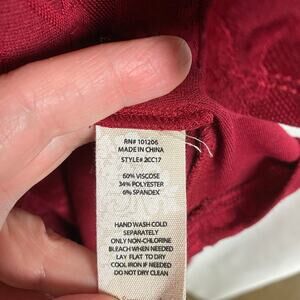 RN# 101206
MADE IN CHINA
STYLE# 2CC17
60% VISCOSE
34% POLYESTER
6% SPANDEX
HAND WASH COLD
SEPARATELY
ONLY NON-CHLORINE
BLEACH WHEN NEEDED
LAY FLAT TO DRY
COOL IRON IF NEEDED
DO NOT DRY CLEAN